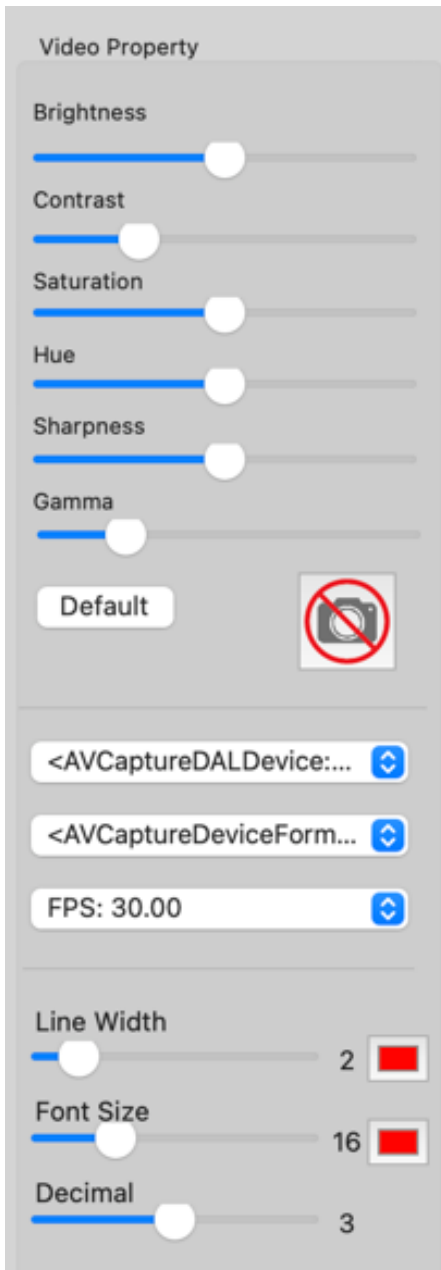 Video Property
Brightness
Contrast
Saturation
Hue
Sharpness
Gamma
Default
<AVCaptureDALDevice:...
<AVCaptureDeviceForm...
FPS: 30.00
Line Width
2
Font Size
16
Decimal
3